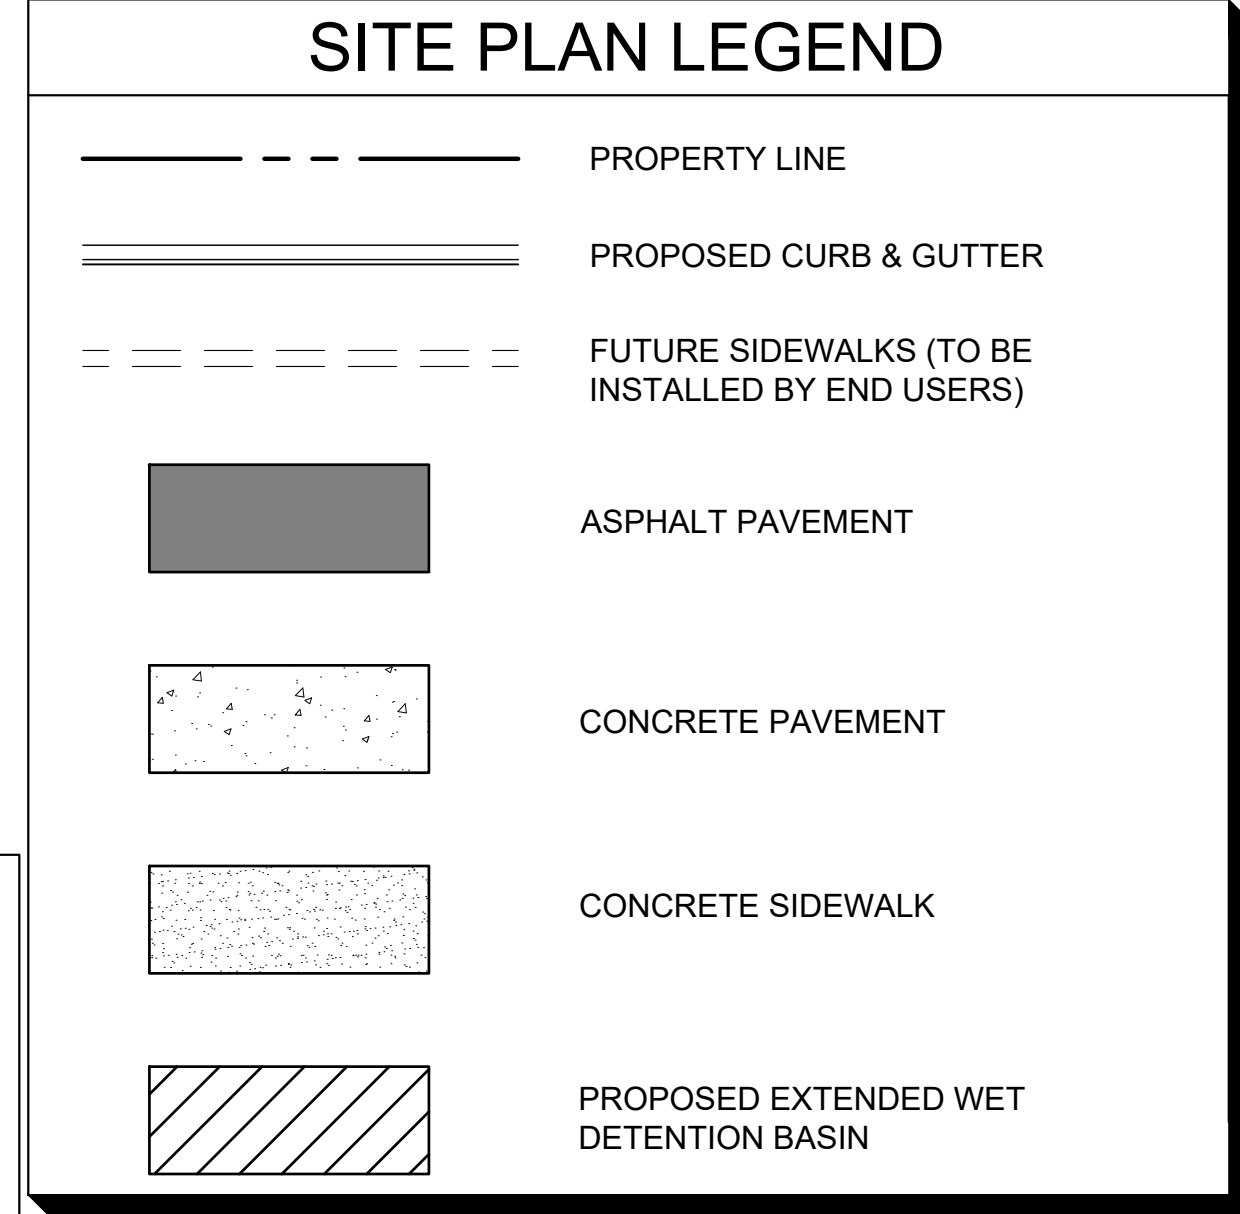 SITE PLAN LEGEND
PROPERTY LINE
PROPOSED CURB & GUTTER
FUTURE SIDEWALKS (TO BE
INSTALLED BY END USERS)
ASPHALT PAVEMENT
CONCRETE PAVEMENT
CONCRETE SIDEWALK
PROPOSED EXTENDED WET
DETENTION BASIN